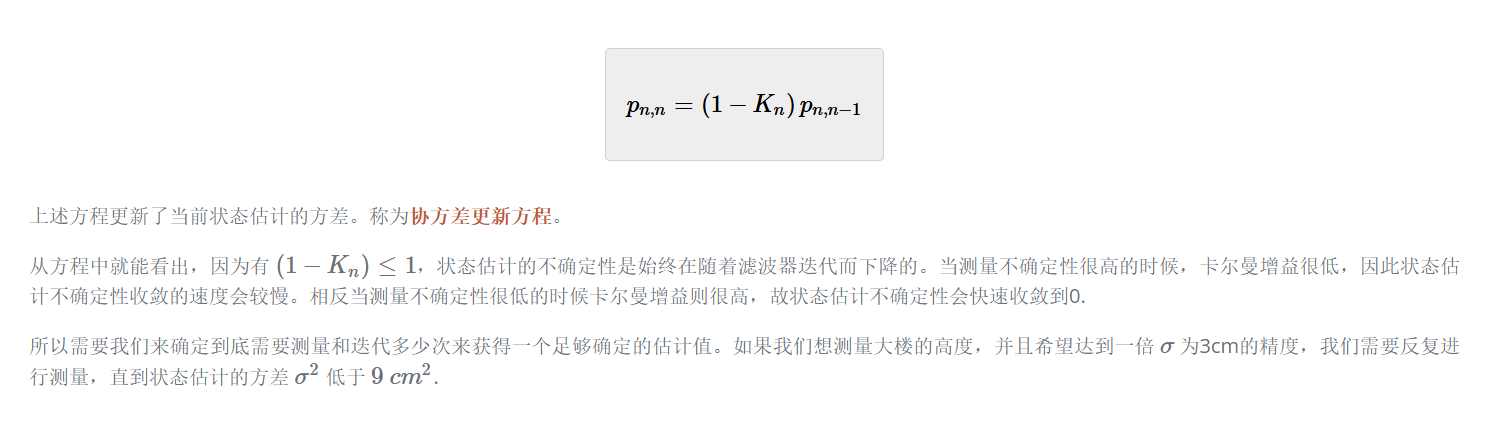 pₙ,ₙ = (1 − Kₙ) pₙ,ₙ₋₁
上述方程更新了当前状态估计的方差。称为协方差更新方程。
从方程中就能看出，因为有 (1 − Kₙ) ≤ 1，状态估计的不确定性是始终在随着滤波器迭代而下降的。当测量不确定性很高的时候，卡尔曼增益很低，因此状态估
计不确定性收敛的速度会较慢。相反当测量不确定性很低的时候卡尔曼增益则很高，故状态估计不确定性会快速收敛到0.
所以需要我们来确定到底需要测量和迭代多少次来获得一个足够确定的估计值。如果我们想测量大楼的高度，并且希望达到一倍 σ 为3cm的精度，我们需要反复进
行测量，直到状态估计的方差 σ² 低于 9 cm².